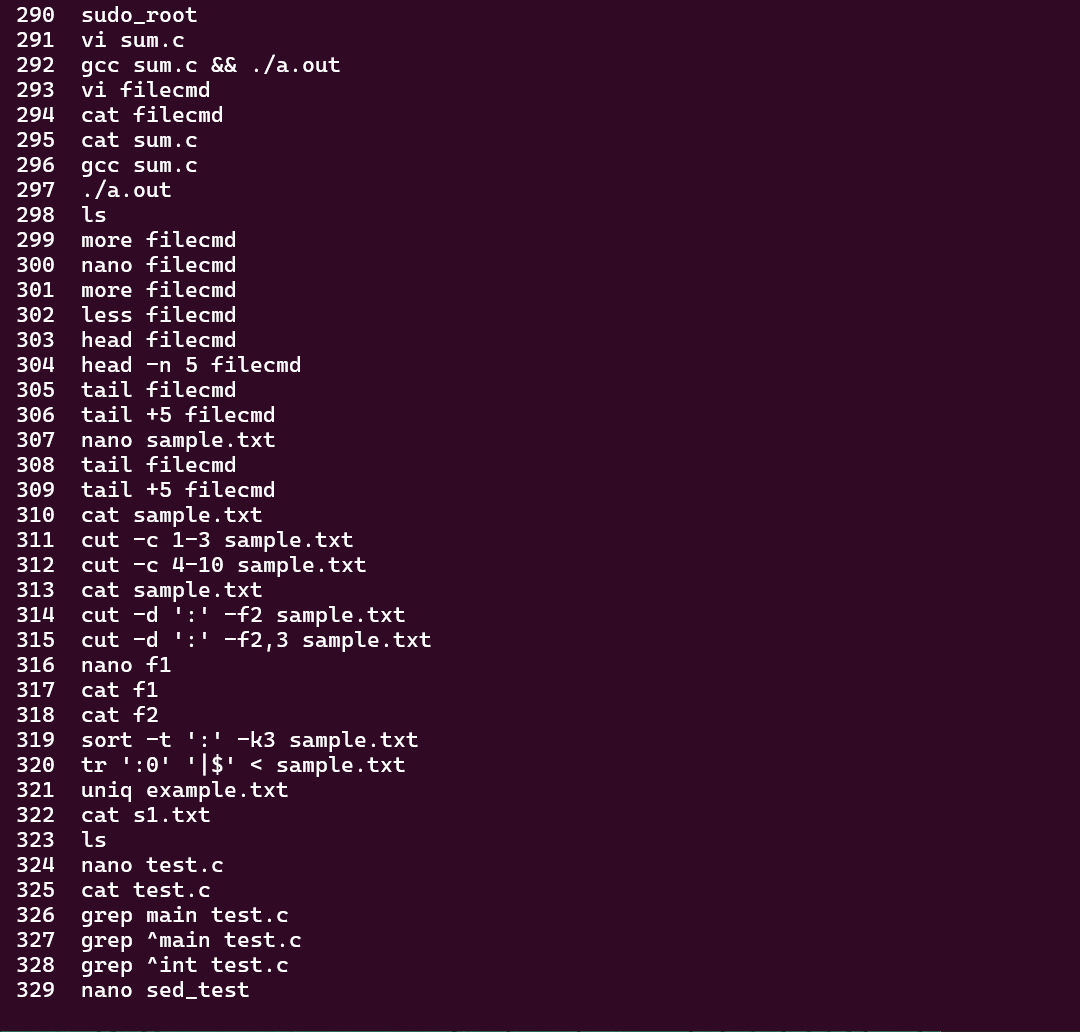 290  sudo_root
291  vi sum.c
292  gcc sum.c && ./a.out
293  vi filecmd
294  cat filecmd
295  cat sum.c
296  gcc sum.c
297  ./a.out
298  ls
299  more filecmd
300  nano filecmd
301  more filecmd
302  less filecmd
303  head filecmd
304  head -n 5 filecmd
305  tail filecmd
306  tail +5 filecmd
307  nano sample.txt
308  tail filecmd
309  tail +5 filecmd
310  cat sample.txt
311  cut -c 1-3 sample.txt
312  cut -c 4-10 sample.txt
313  cat sample.txt
314  cut -d ':' -f2 sample.txt
315  cut -d ':' -f2,3 sample.txt
316  nano f1
317  cat f1
318  cat f2
319  sort -t ':' -k3 sample.txt
320  tr ':0' '|$' < sample.txt
321  uniq example.txt
322  cat s1.txt
323  ls
324  nano test.c
325  cat test.c
326  grep main test.c
327  grep ^main test.c
328  grep ^int test.c
329  nano sed_test